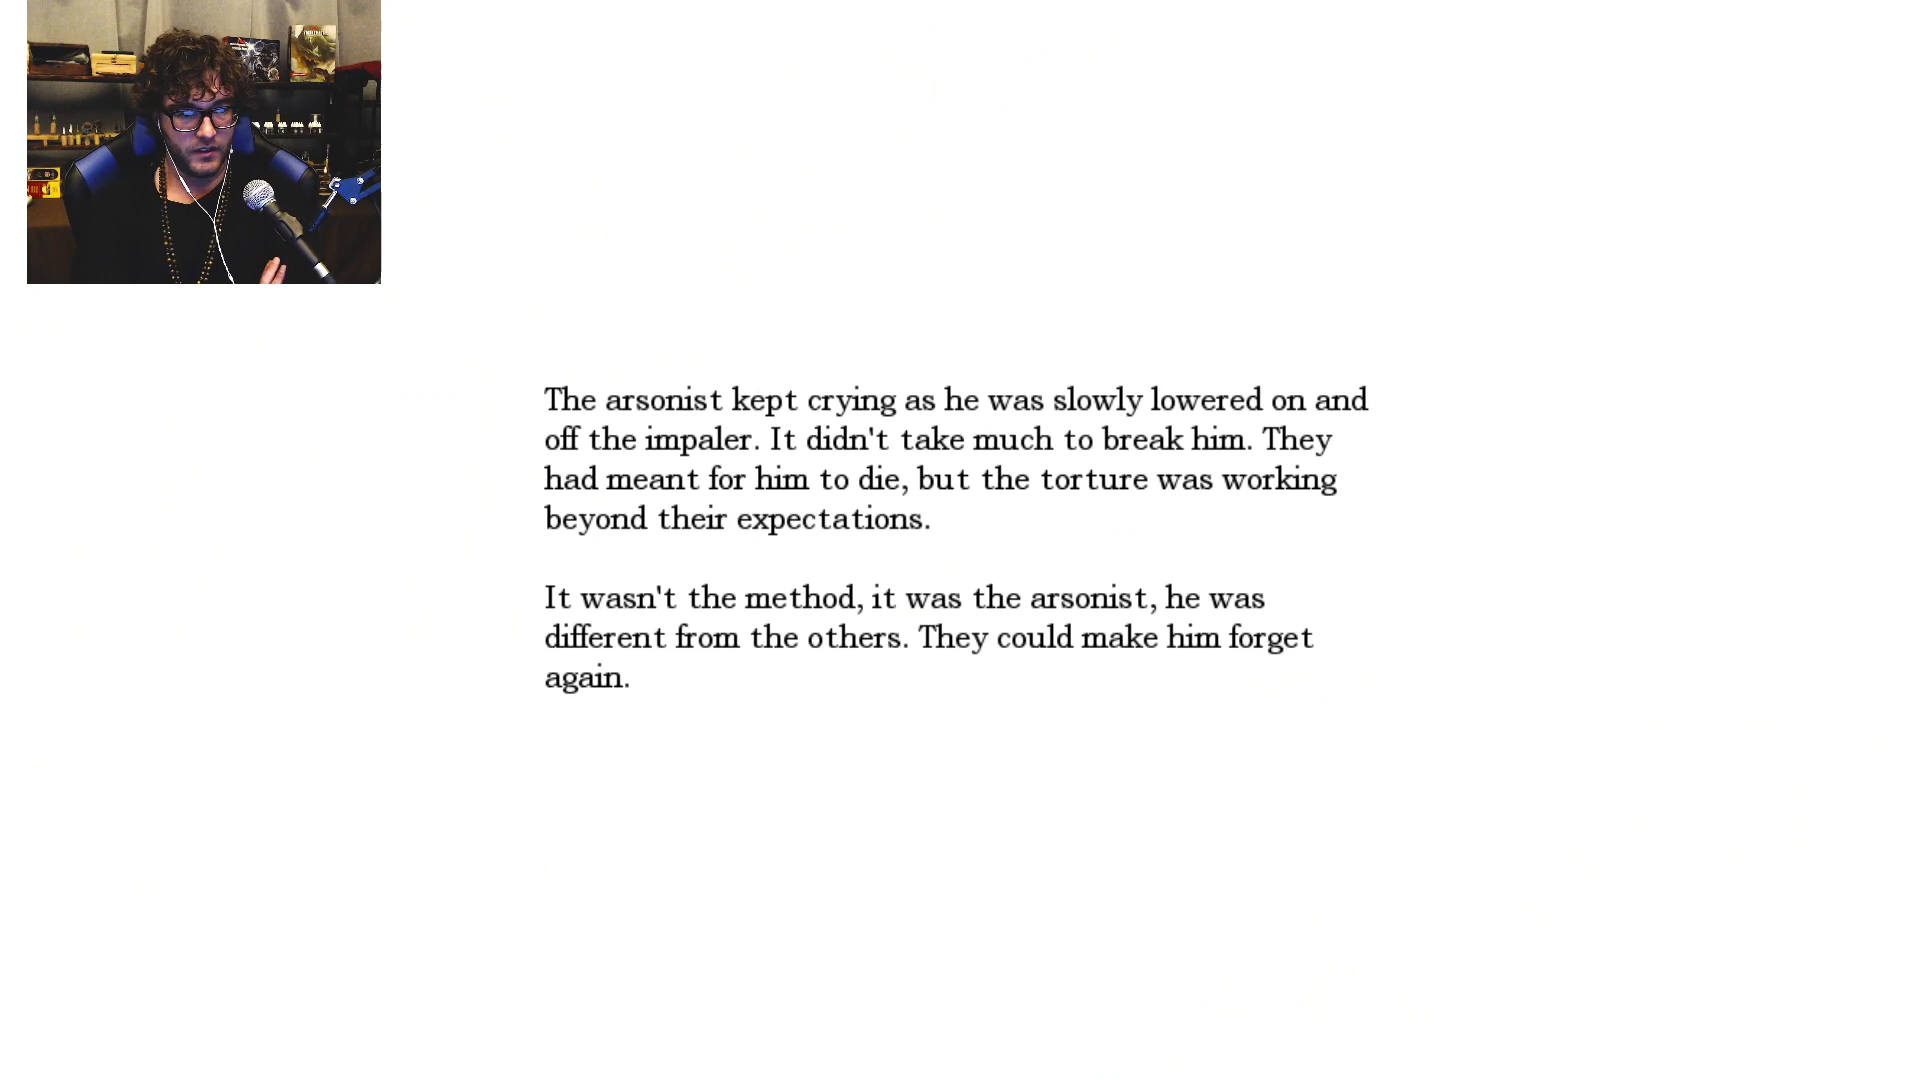 The arsonist kept crying as he was slowly lowered on and
off the impaler. It didn't take much to break him. They
had meant for him to die, but the torture was working
beyond their expectations.
It wasn't the method, it was the arsonist, he was
different from the others. They could make him forget
again.